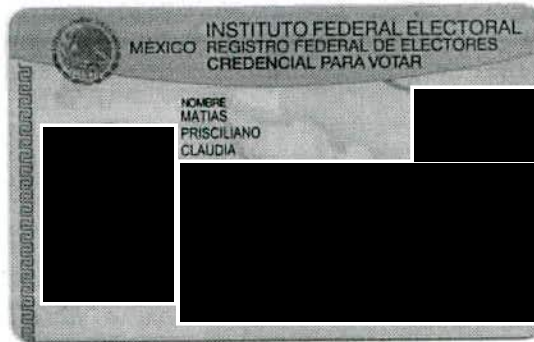 INSTITUTO FEDERAL ELECTORAL
MÉXICO REGISTRO FEDERAL DE ELECTORES
CREDENCIAL PARA VOTAR
NOMBRE
MATIAS
PRISCILIANO
CLAUDIA